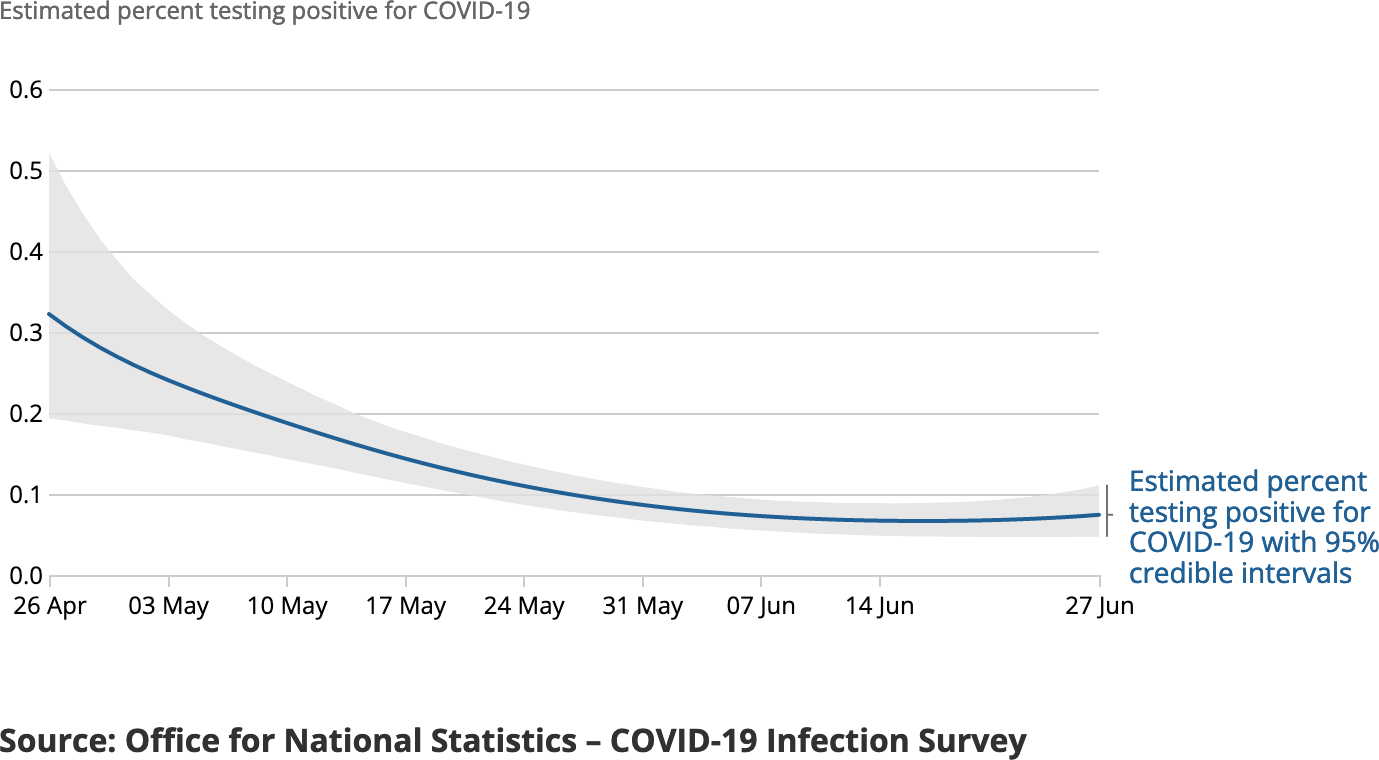 Estimated percent testing positive for COVID-19
0.6
0.5
0.4
0.3
0.2
0.1
0.0
26 Apr 03 May 10 May 17 May 24 May 31 May 07 Jun 14 Jun 27 Jun
Estimated percent
testing positive for
COVID-19 with 95%
credible intervals
Source: Office for National Statistics – COVID-19 Infection Survey